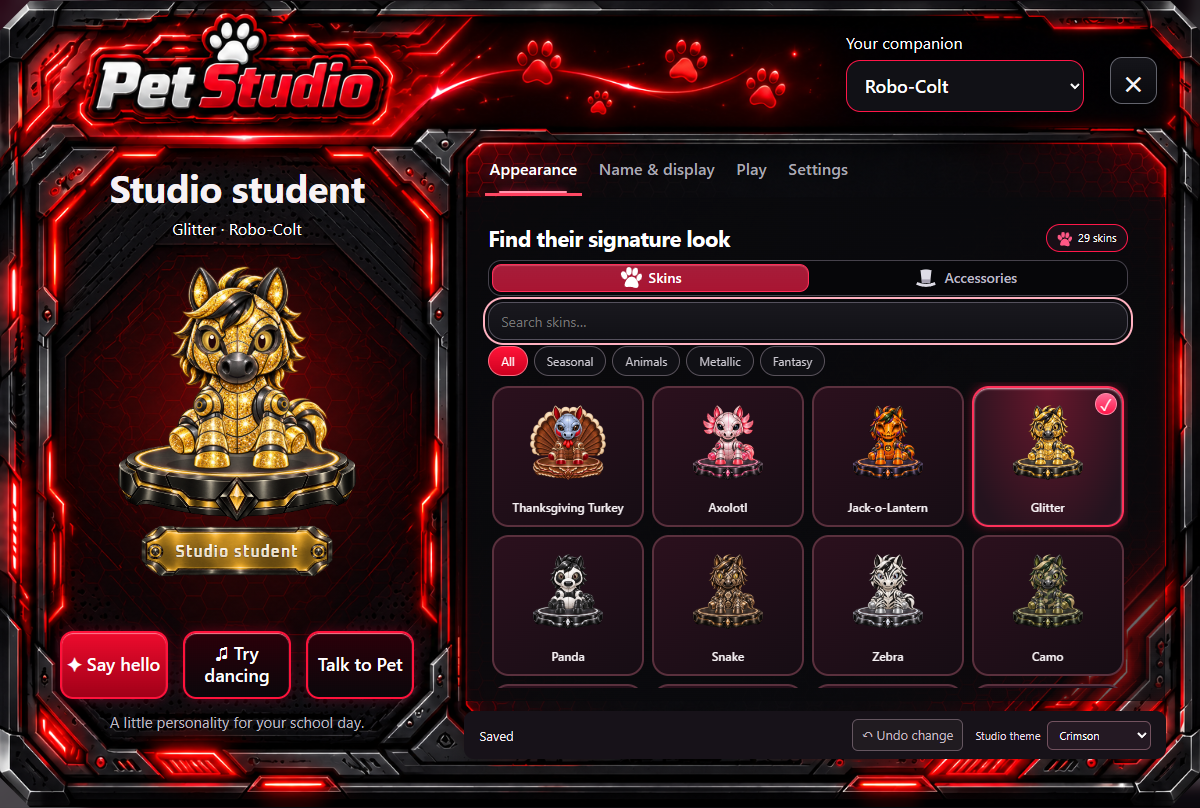 Pet Studio
Your companion
Robo-Colt
Studio student
Glitter · Robo-Colt
Studio student
✦ Say hello
♫ Try
dancing
Talk to Pet
A little personality for your school day.
Appearance
Name & display
Play
Settings
Find their signature look
29 skins
Skins
Accessories
Search skins...
All
Seasonal
Animals
Metallic
Fantasy
Thanksgiving Turkey
Axolotl
Jack-o-Lantern
Glitter
Panda
Snake
Zebra
Camo
Saved
↶ Undo change
Studio theme
Crimson